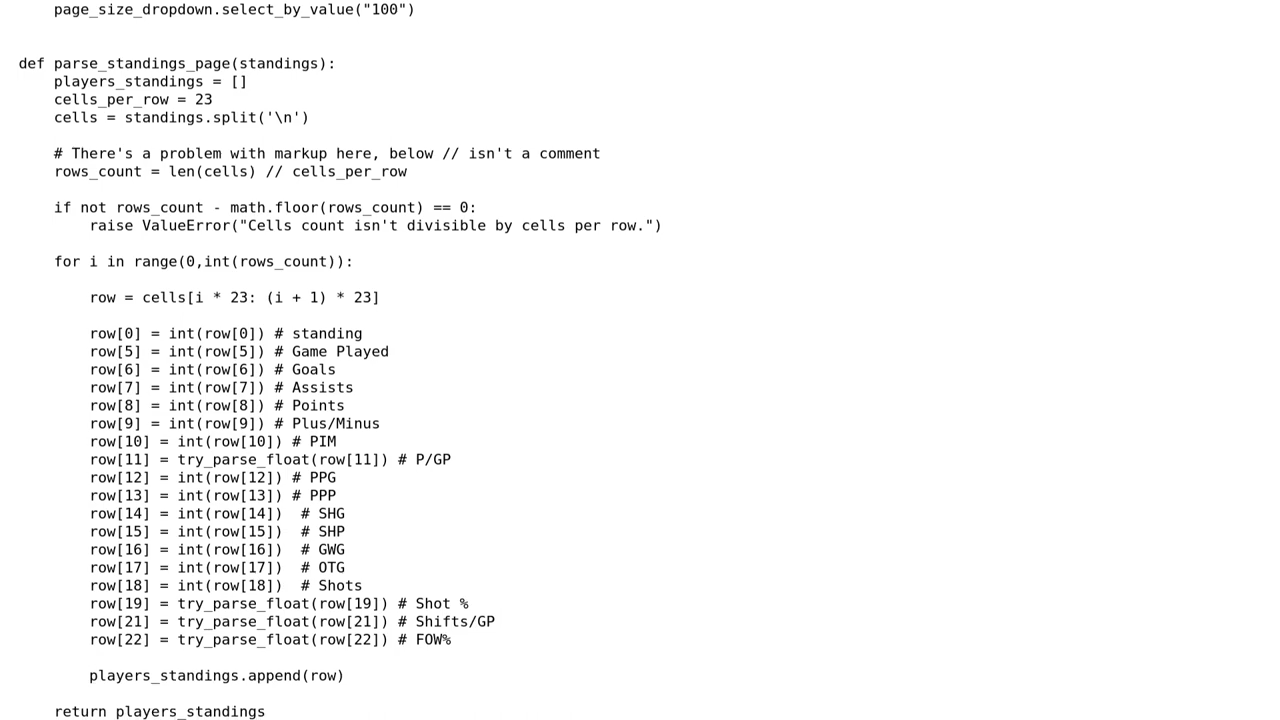 page_size_dropdown.select_by_value("100")
def parse_standings_page(standings):
players_standings = []
cells_per_row = 23
cells = standings.split('\n')
# There's a problem with markup here, below // isn't a comment
rows_count = len(cells) // cells_per_row
if not rows_count - math.floor(rows_count) == 0:
raise ValueError("Cells count isn't divisible by cells per row.")
for i in range(0,int(rows_count)):
row = cells[i * 23: (i + 1) * 23]
row[0] = int(row[0]) # standing
row[5] = int(row[5]) # Game Played
row[6] = int(row[6]) # Goals
row[7] = int(row[7]) # Assists
row[8] = int(row[8]) # Points
row[9] = int(row[9]) # Plus/Minus
row[10] = int(row[10]) # PIM
row[11] = try_parse_float(row[11]) # P/GP
row[12] = int(row[12]) # PPG
row[13] = int(row[13]) # PPP
row[14] = int(row[14])  # SHG
row[15] = int(row[15])  # SHP
row[16] = int(row[16])  # GWG
row[17] = int(row[17])  # OTG
row[18] = int(row[18])  # Shots
row[19] = try_parse_float(row[19]) # Shot %
row[21] = try_parse_float(row[21]) # Shifts/GP
row[22] = try_parse_float(row[22]) # FOW%
players_standings.append(row)
return players_standings